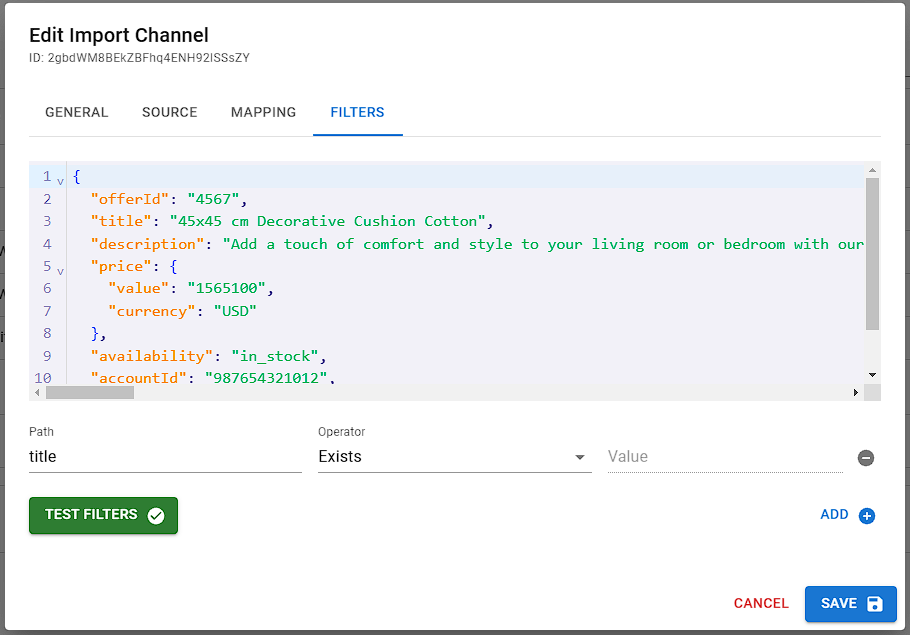 Edit Import Channel
ID: 2gbdWM8BEkZBFhq4ENH92ISSsZY
GENERAL SOURCE MAPPING FILTERS
1 {
2 "offerId": "4567",
3 "title": "45x45 cm Decorative Cushion Cotton",
4 "description": "Add a touch of comfort and style to your living room or bedroom with our
5 "price": {
6 "value": "1565100",
7 "currency": "USD"
8 },
9 "availability": "in_stock",
10 "accountId": "987654321012",
Path Operator
title Exists Value
TEST FILTERS ADD
CANCEL SAVE